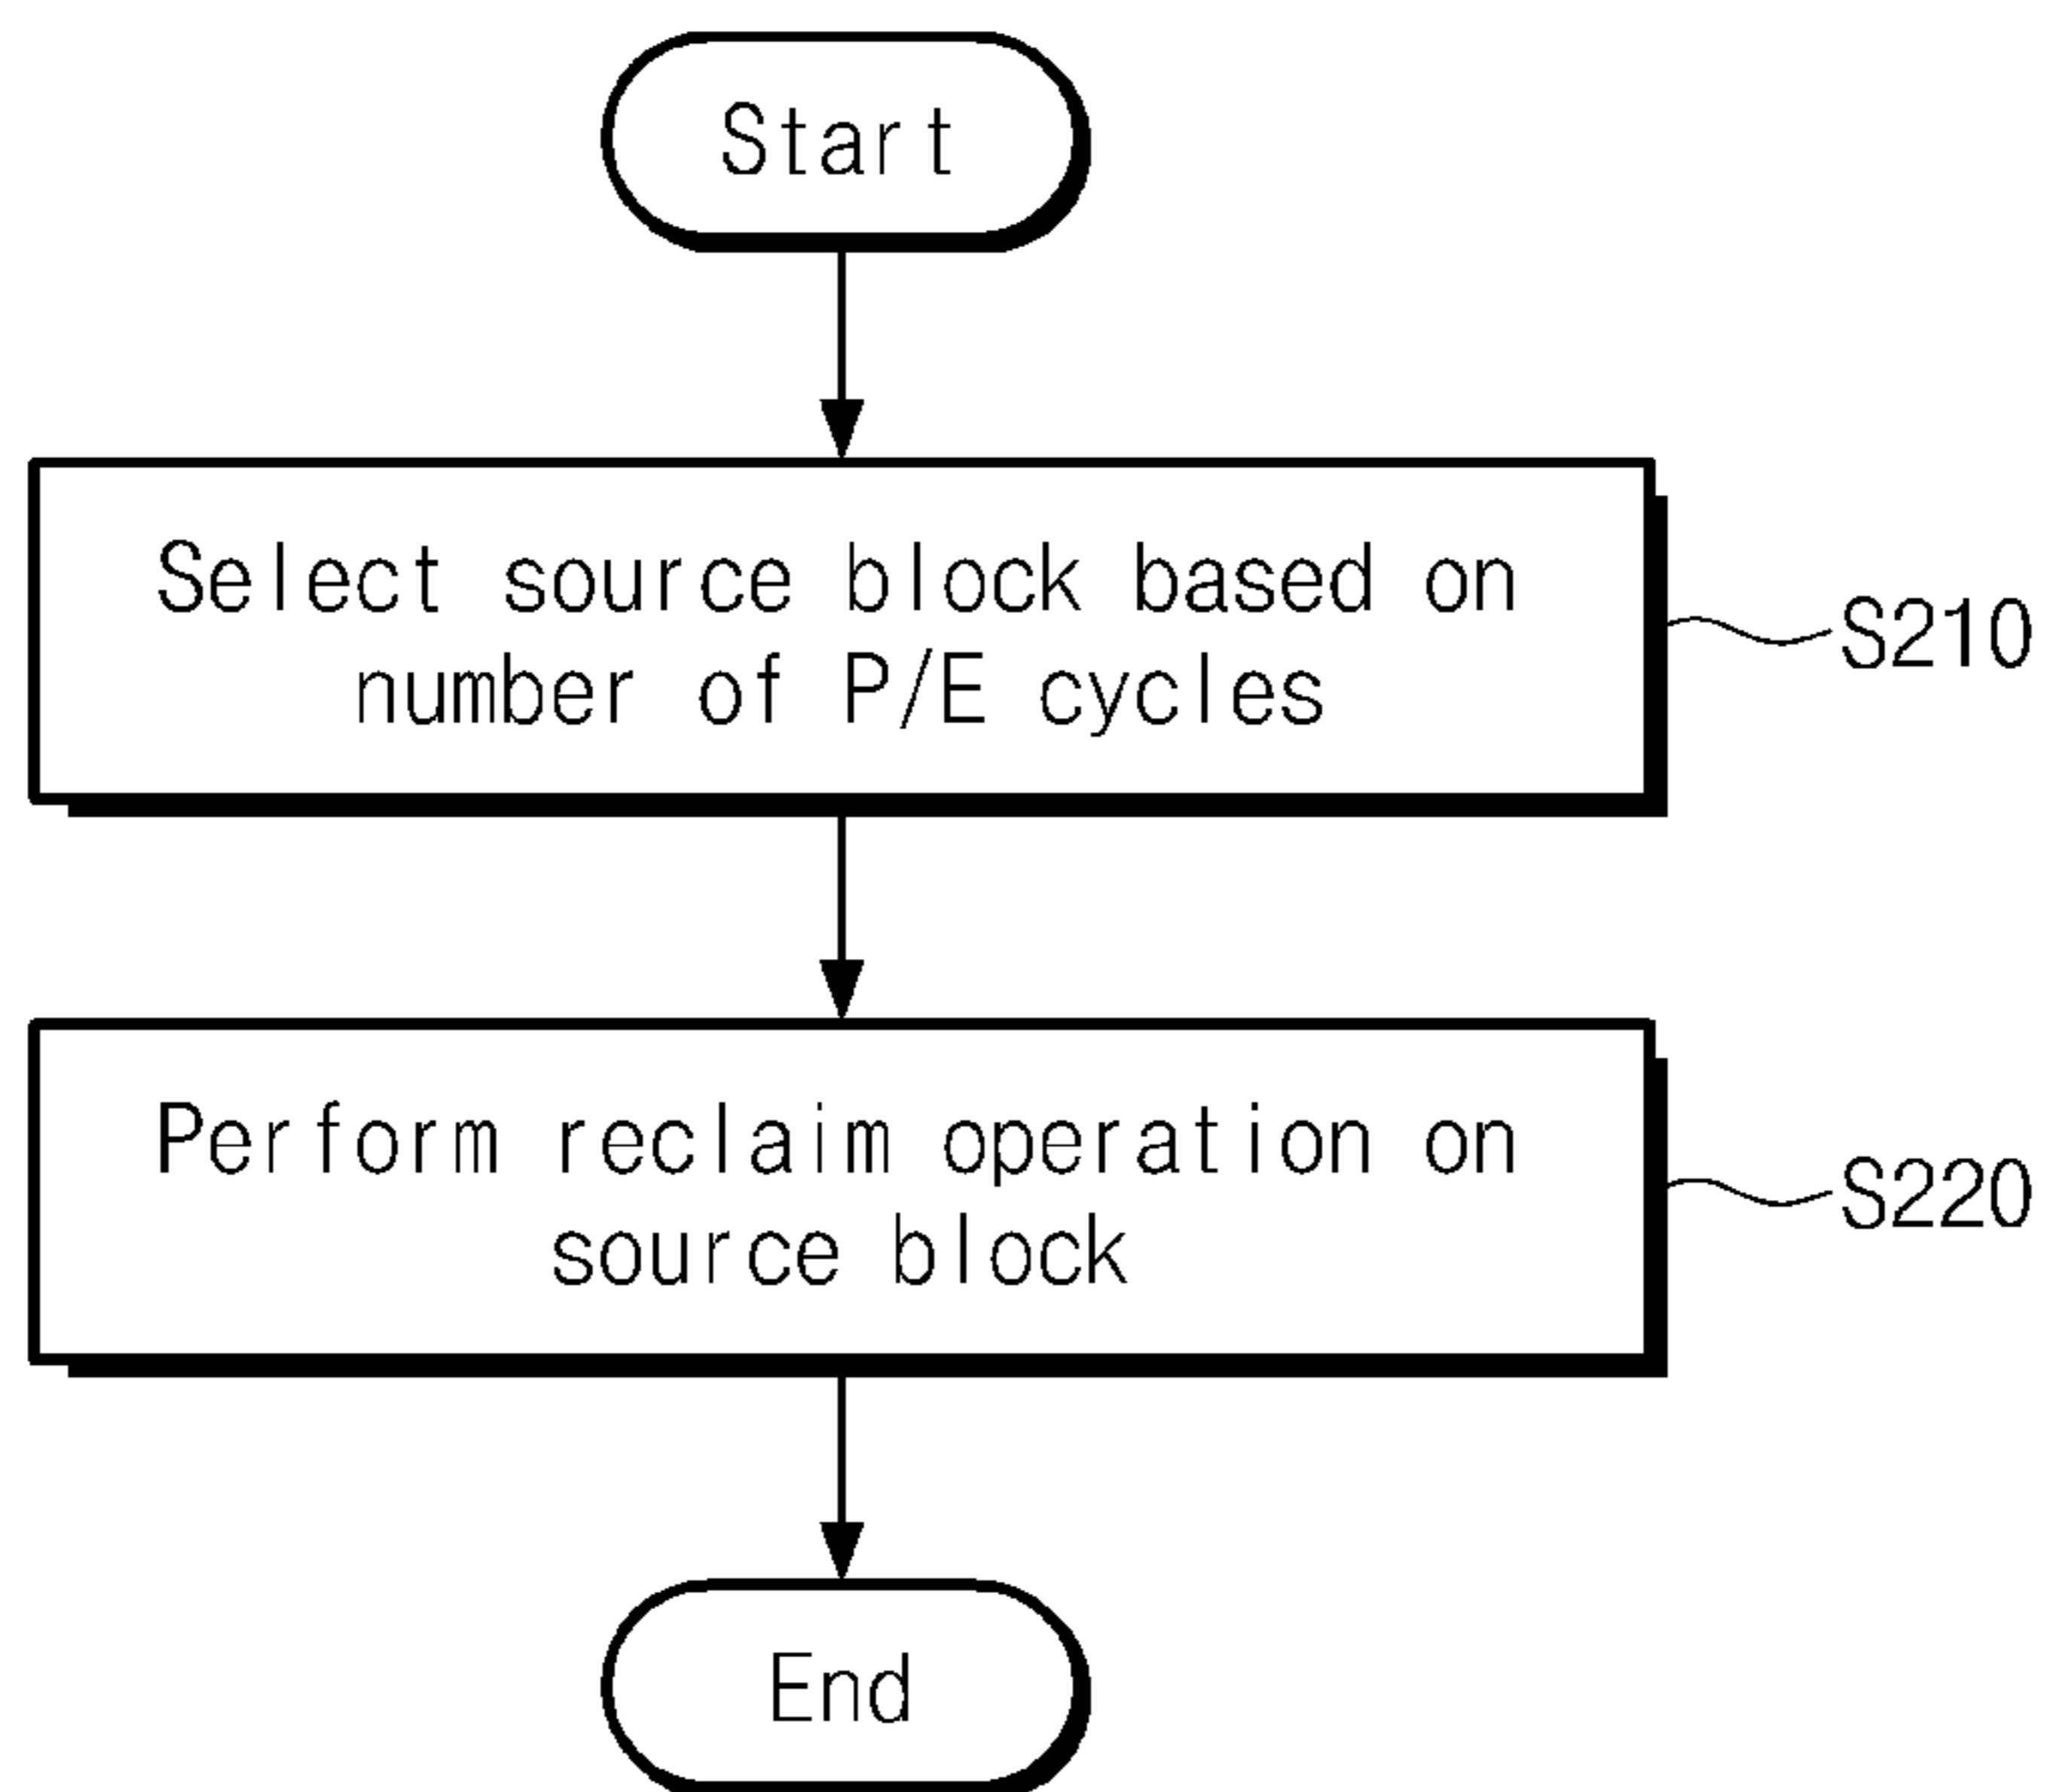 Start
Select source block based on
number of P/E cycles
S210
Perform reclaim operation on
source block
S220
End